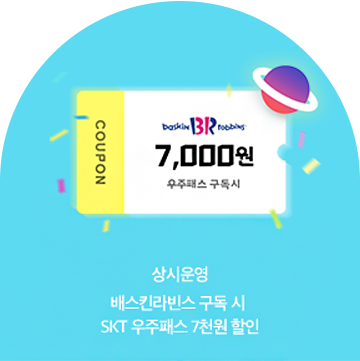 COUPON
baskin BR robbins
7,000원
우주패스 구독시
상시운영
배스킨라빈스 구독 시
SKT 우주패스 7천원 할인